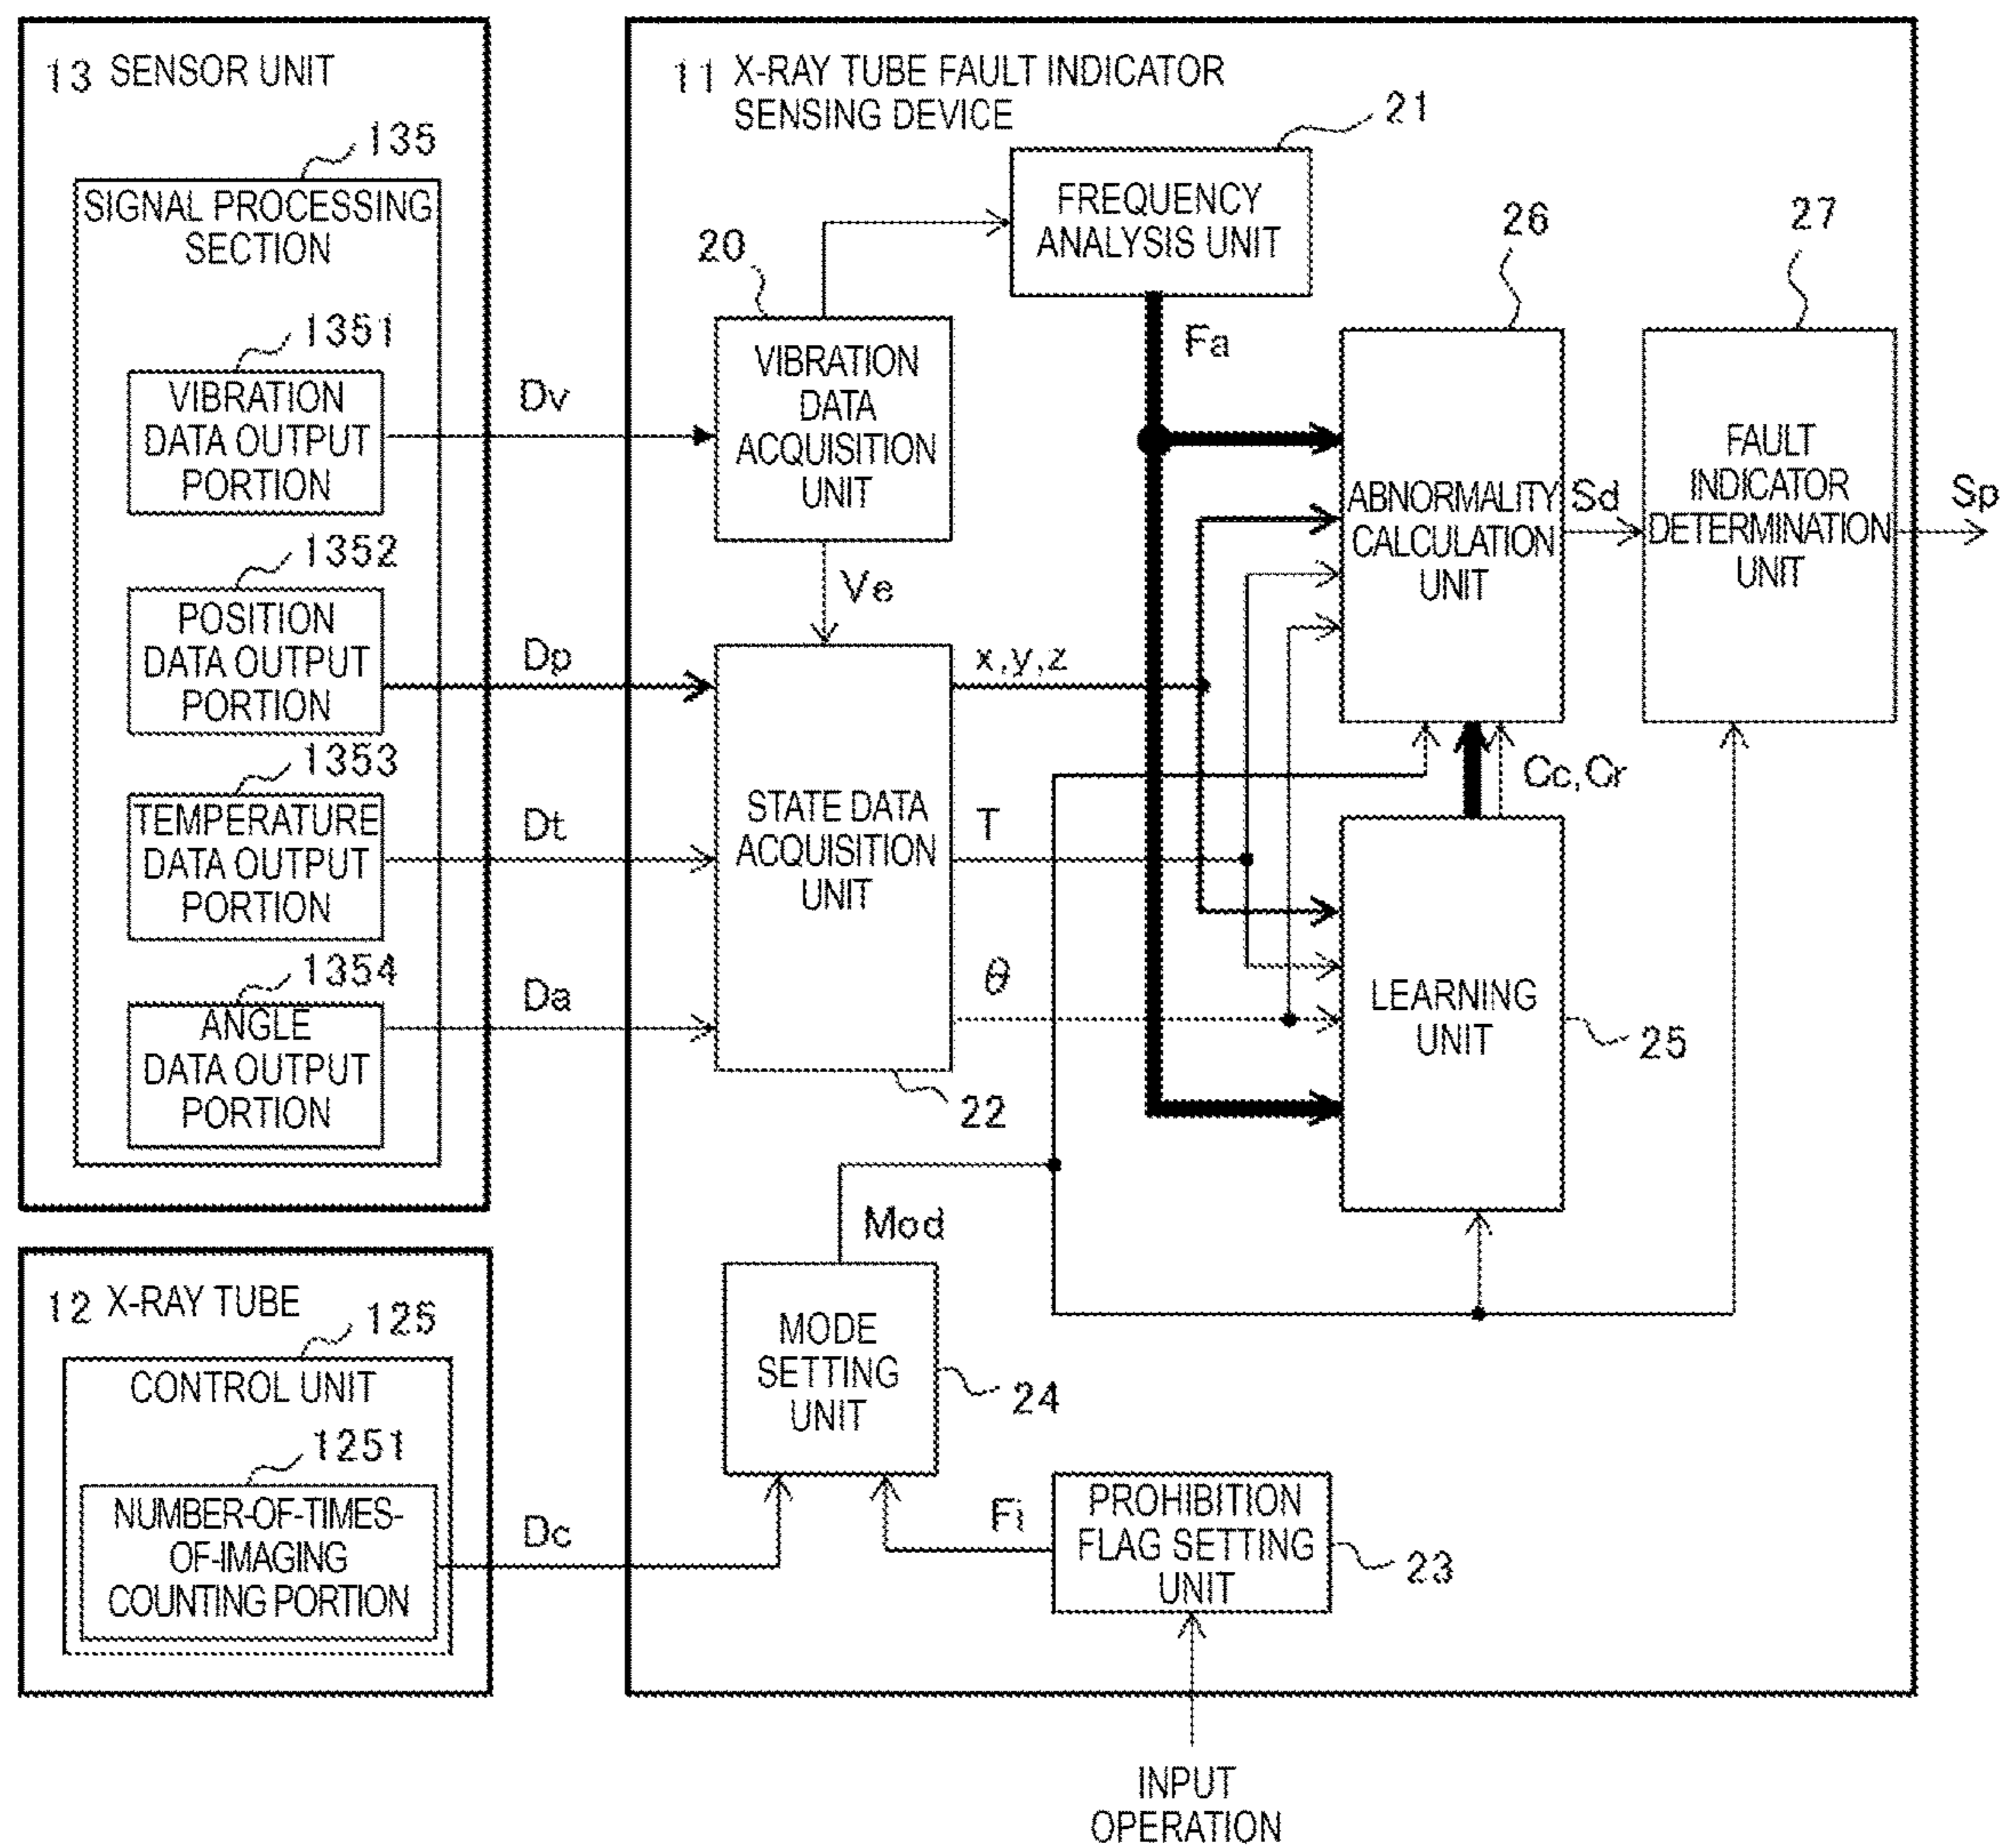 13 SENSOR UNIT
135
SIGNAL PROCESSING
SECTION
1351
VIBRATION
DATA OUTPUT
PORTION
1352
POSITION
DATA OUTPUT
PORTION
1353
TEMPERATURE
DATA OUTPUT
PORTION
1354
ANGLE
DATA OUTPUT
PORTION
12 X-RAY TUBE
125
CONTROL UNIT
1251
NUMBER-OF-TIMES-
OF-IMAGING
COUNTING PORTION
Dv
Dp
Dt
Da
Dc
11 X-RAY TUBE FAULT INDICATOR
SENSING DEVICE
21
FREQUENCY
ANALYSIS UNIT
20
VIBRATION
DATA
ACQUISITION
UNIT
Ve
Fa
STATE DATA
ACQUISITION
UNIT
22
x,y,z
T
θ
26
ABNORMALITY
CALCULATION
UNIT
Sd
27
FAULT
INDICATOR
DETERMINATION
UNIT
Sp
Cc,Cr
LEARNING
UNIT
25
Mod
MODE
SETTING
UNIT
24
Fi
PROHIBITION
FLAG SETTING
UNIT
23
INPUT
OPERATION